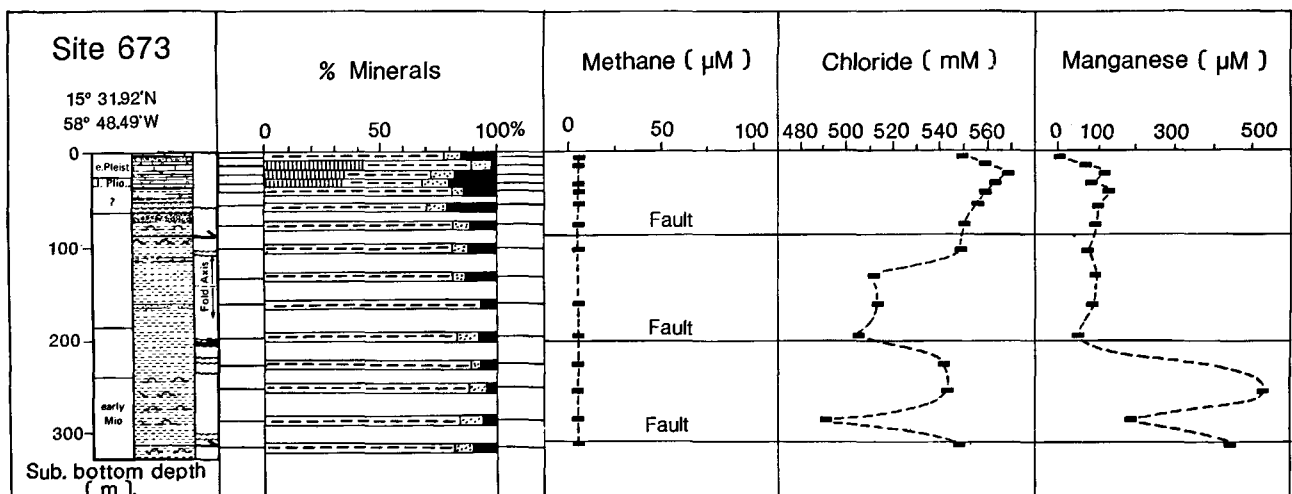 Site 673
15° 31.92'N
58° 48.49'W
% Minerals
Methane ( µM )
Chloride ( mM )
Manganese ( µM )
0 50 100%
0 50 100
480 500 520 540 560
0 100 300 500
0
100
200
300
e.Pleist
l. Plio.
?
early
Mio
Fold Axis
Fault
Fault
Fault
Sub. bottom depth
( m ).